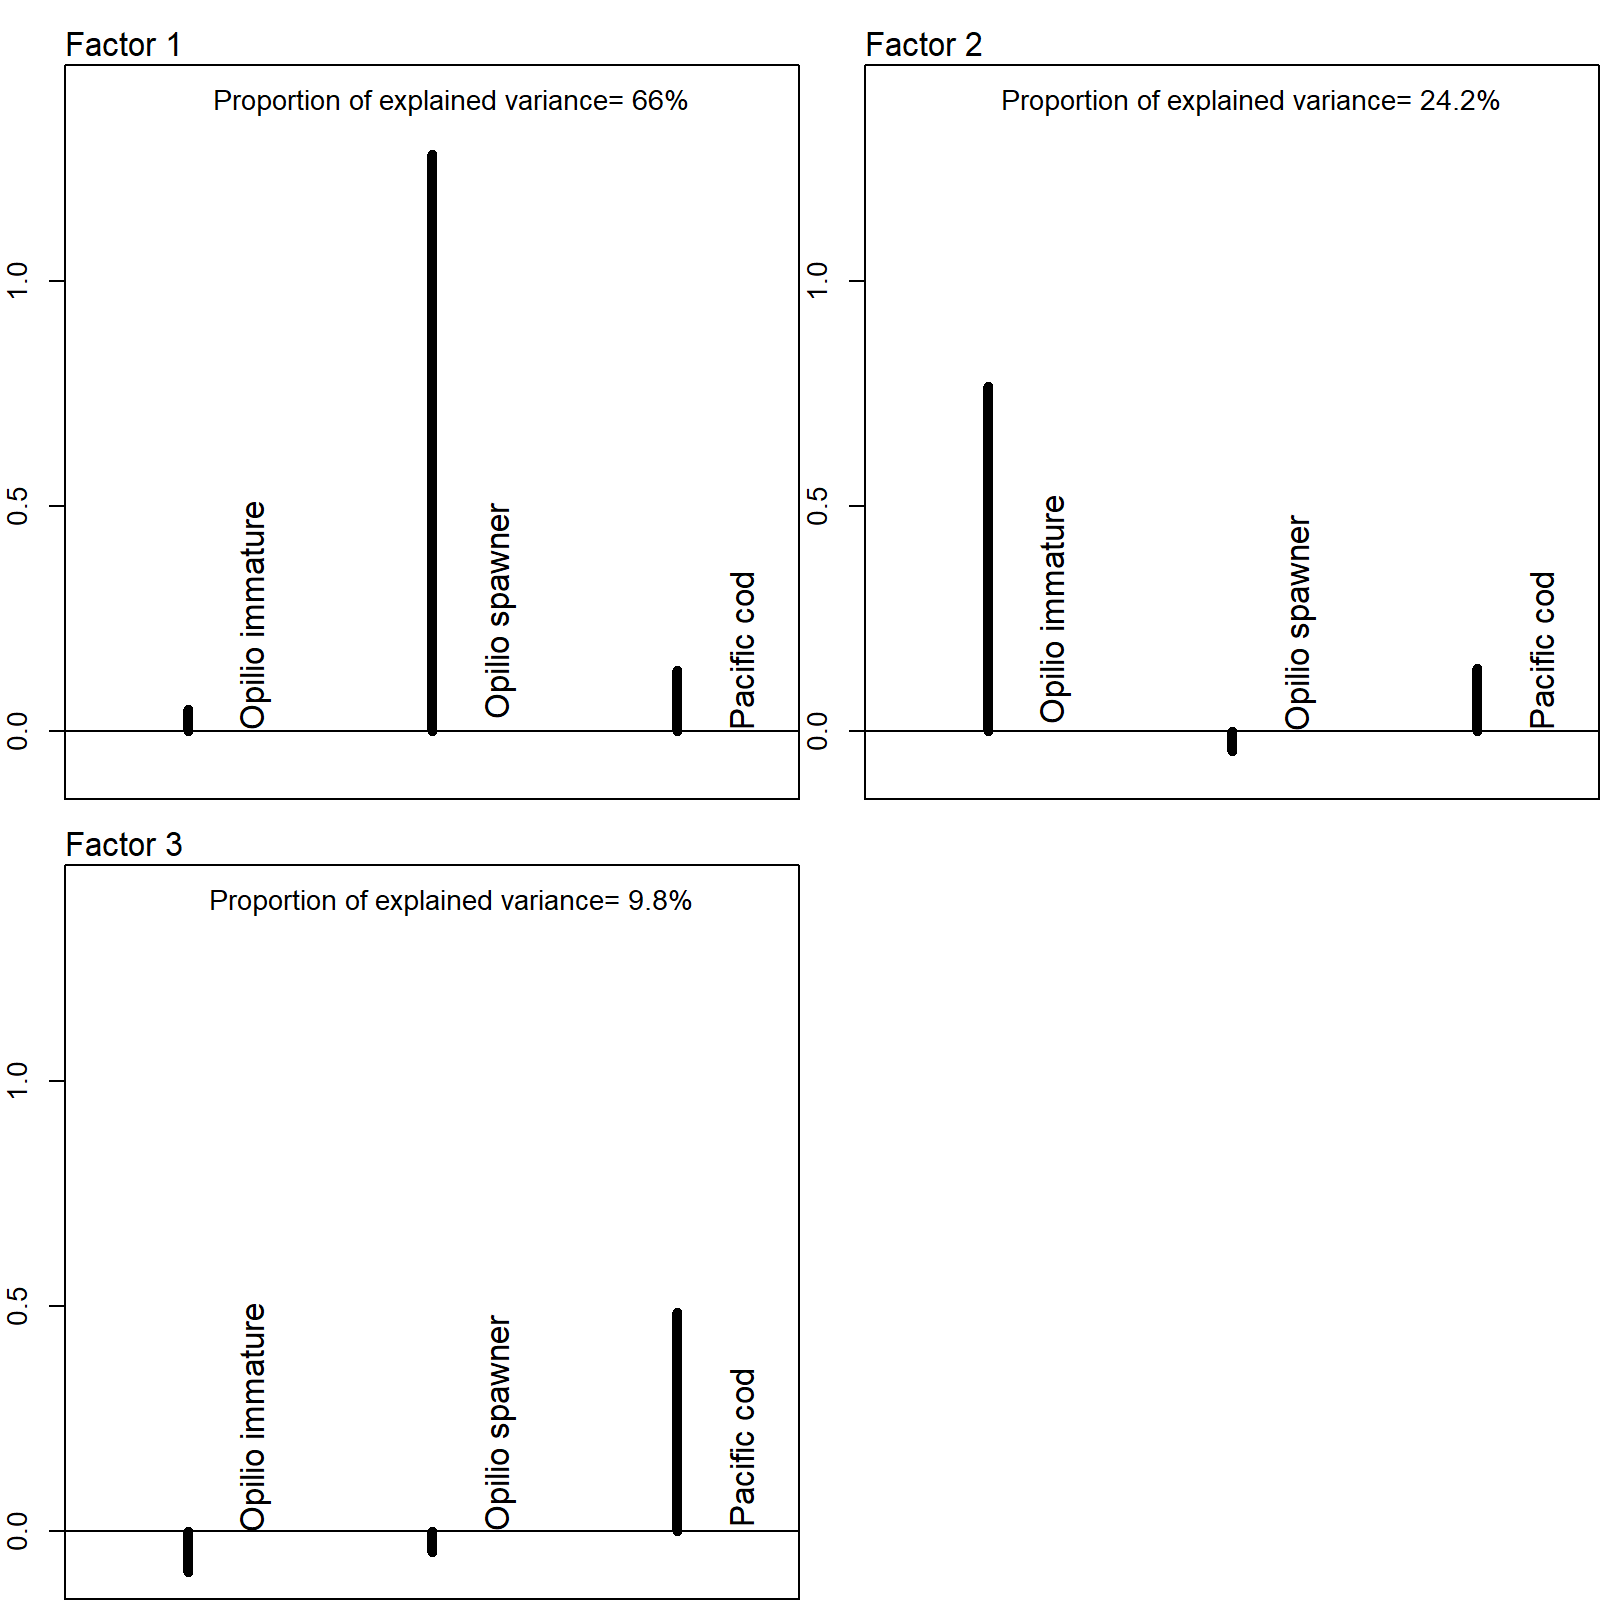 Factor 1
Proportion of explained variance= 66%
1.0
0.5
0.0
Opilio immature
Opilio spawner
Pacific cod
Factor 2
Proportion of explained variance= 24.2%
1.0
0.5
0.0
Opilio immature
Opilio spawner
Pacific cod
Factor 3
Proportion of explained variance= 9.8%
1.0
0.5
0.0
Opilio immature
Opilio spawner
Pacific cod